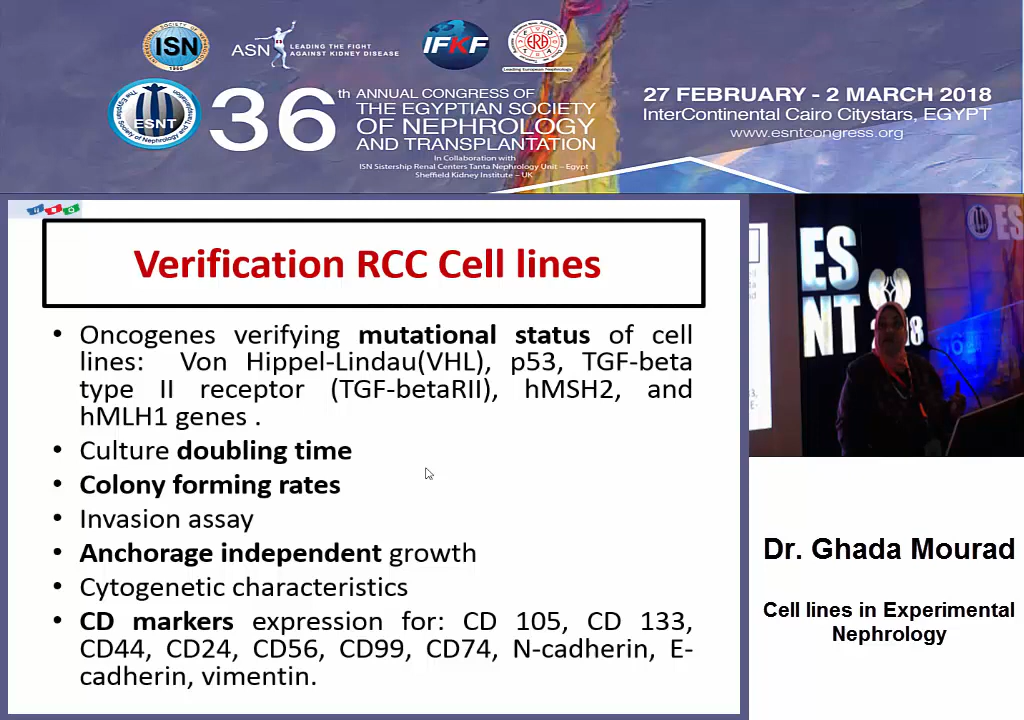 ISN
1960
ASN
LEADING THE FIGHT
AGAINST KIDNEY DISEASE
IFKF
ERA
Leading European Nephrology
ESNT
36th ANNUAL CONGRESS OF
THE EGYPTIAN SOCIETY
OF NEPHROLOGY
AND TRANSPLANTATION
In Collaboration with
ISN Sistership Renal Centers Tanta Nephrology Unit – Egypt
Sheffield Kidney Institute – UK
27 FEBRUARY - 2 MARCH 2018
InterContinental Cairo Citystars, EGYPT
www.esntcongress.org
Verification RCC Cell lines
• Oncogenes verifying mutational status of cell
lines: Von Hippel-Lindau(VHL), p53, TGF-beta
type II receptor (TGF-betaRII), hMSH2, and
hMLH1 genes .
• Culture doubling time
• Colony forming rates
• Invasion assay
• Anchorage independent growth
• Cytogenetic characteristics
• CD markers expression for: CD 105, CD 133,
CD44, CD24, CD56, CD99, CD74, N-cadherin, E-
cadherin, vimentin.
ES
NT
2018
ES
Dr. Ghada Mourad
Cell lines in Experimental
Nephrology